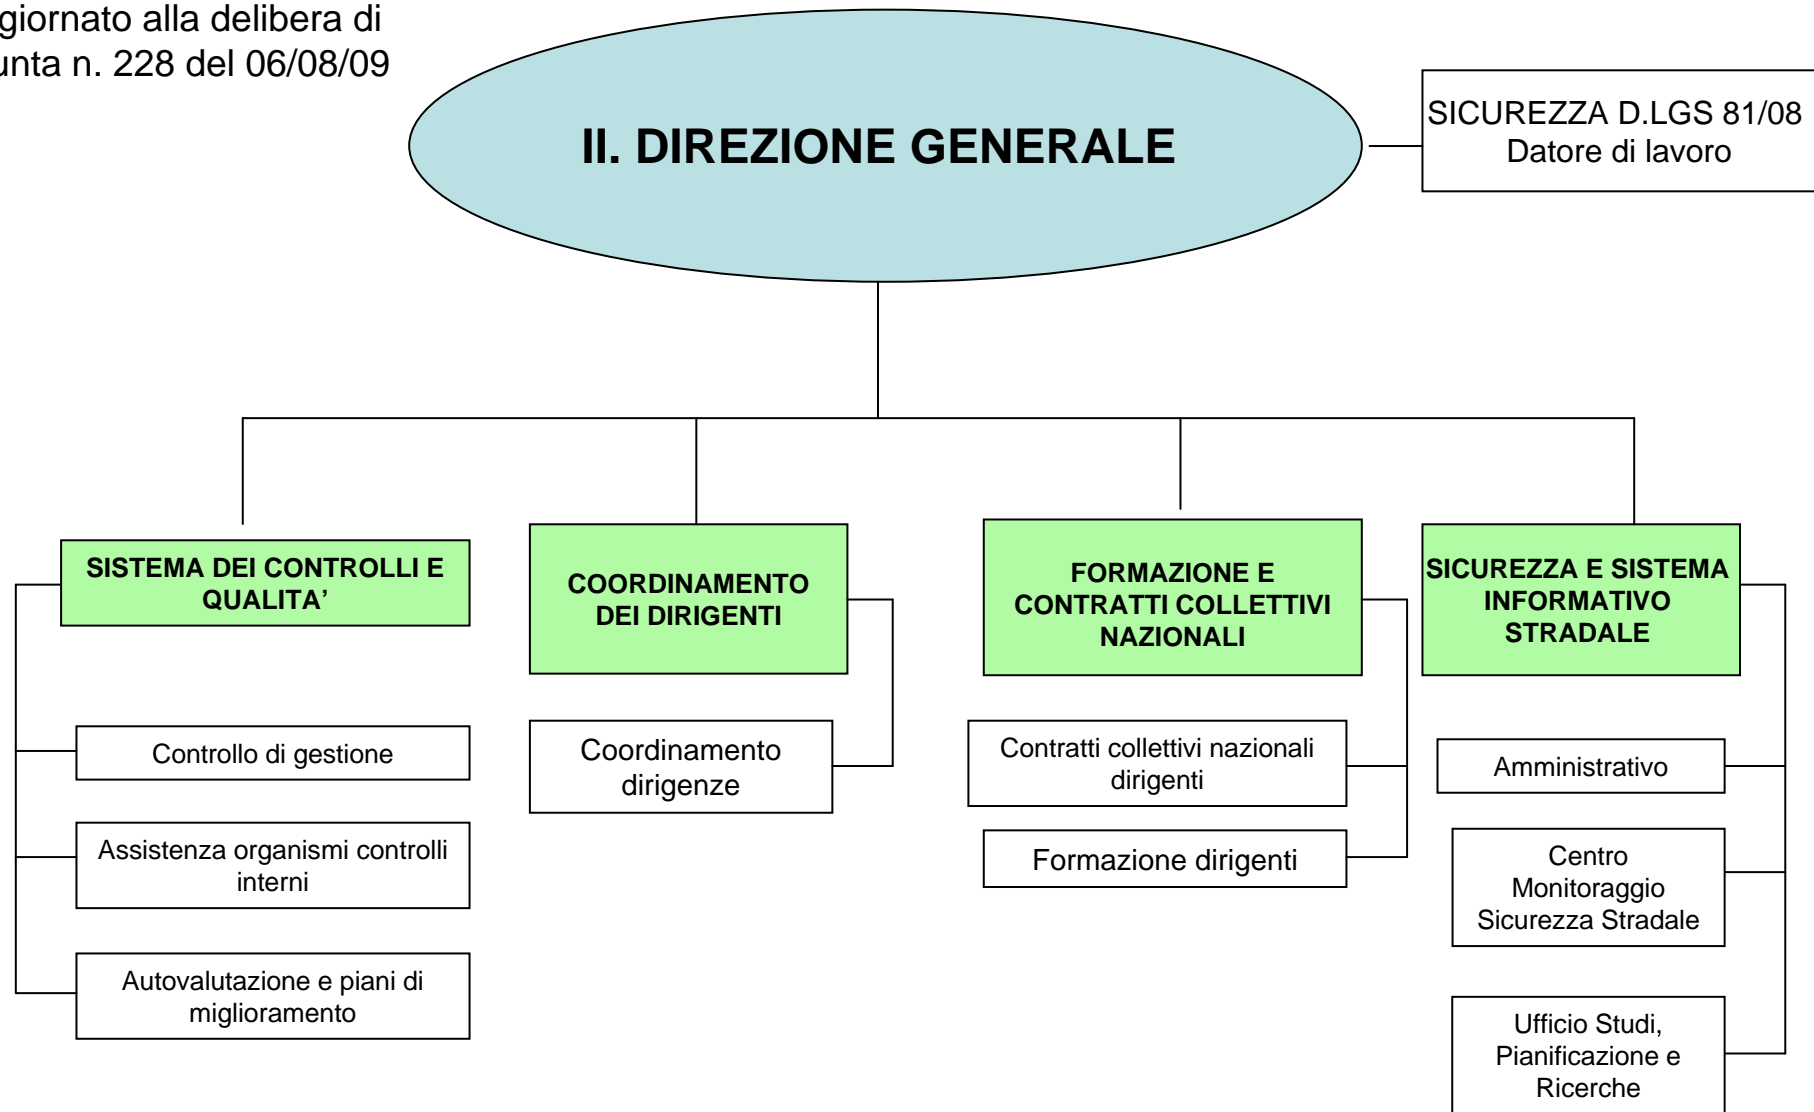 giornato alla delibera di
unta n. 228 del 06/08/09
II. DIREZIONE GENERALE
SICUREZZA D.LGS 81/08
Datore di lavoro
SISTEMA DEI CONTROLLI E
QUALITA’
COORDINAMENTO
DEI DIRIGENTI
FORMAZIONE E
CONTRATTI COLLETTIVI
NAZIONALI
SICUREZZA E SISTEMA
INFORMATIVO
STRADALE
Controllo di gestione
Assistenza organismi controlli
interni
Autovalutazione e piani di
miglioramento
Coordinamento
dirigenze
Contratti collettivi nazionali
dirigenti
Formazione dirigenti
Amministrativo
Centro
Monitoraggio
Sicurezza Stradale
Ufficio Studi,
Pianificazione e
Ricerche